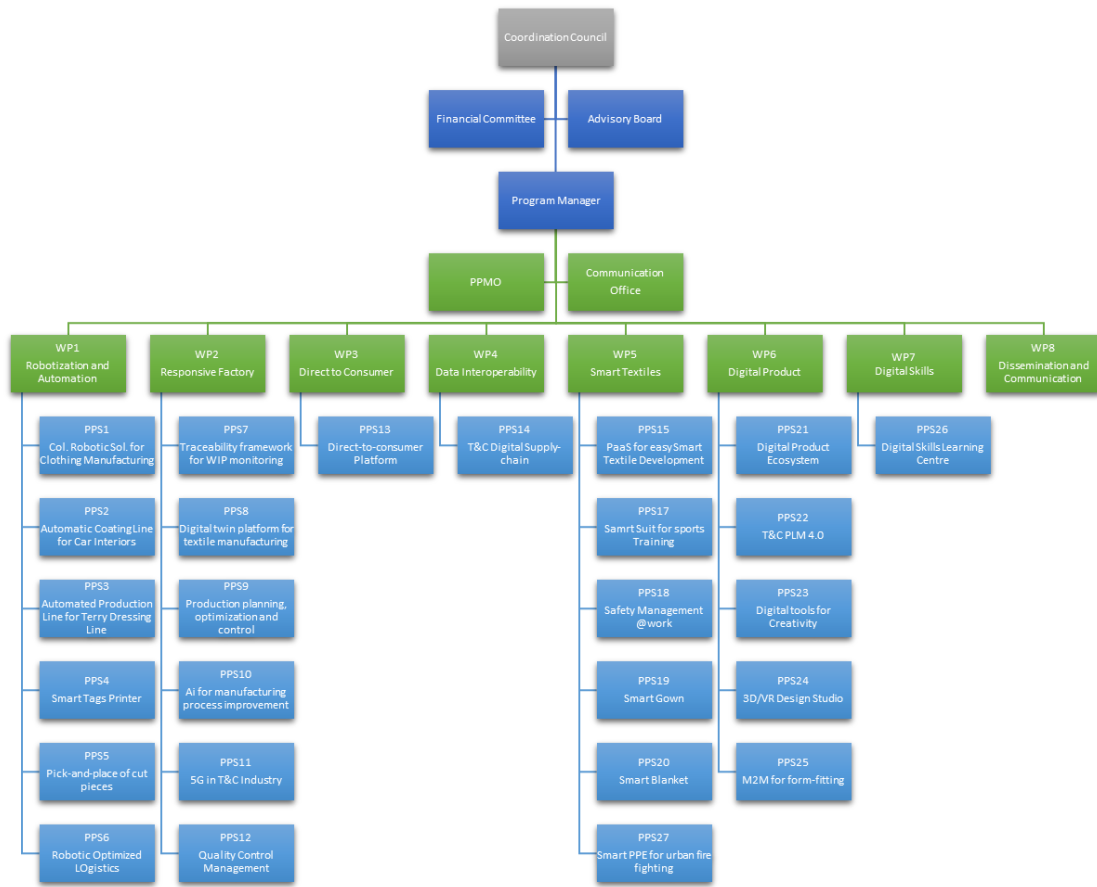 Coordination Council
Financial Committee
Advisory Board
Program Manager
PPMO
Communication
Office
WP1
Robotization and
Automation
WP2
Responsive Factory
WP3
Direct to Consumer
WP4
Data Interoperability
WP5
Smart Textiles
WP6
Digital Product
WP7
Digital Skills
WP8
Dissemination and
Communication
PPS1
Col. Robotic Sol. for
Clothing Manufacturing
PPS2
Automatic Coating Line
for Car Interiors
PPS3
Automated Production
Line for Terry Dressing
Line
PPS4
Smart Tags Printer
PPS5
Pick-and-place of cut
pieces
PPS6
Robotic Optimized
LOgistics
PPS7
Traceability framework
for WIP monitoring
PPS8
Digital twin platform for
textile manufacturing
PPS9
Production planning,
optimization and
control
PPS10
Ai for manufacturing
process improvement
PPS11
5G in T&C Industry
PPS12
Quality Control
Management
PPS13
Direct-to-consumer
Platform
PPS14
T&C Digital Supply-
chain
PPS15
PaaS for easy Smart
Textile Development
PPS17
Samrt Suit for sports
Training
PPS18
Safety Management
@work
PPS19
Smart Gown
PPS20
Smart Blanket
PPS27
Smart PPE for urban fire
fighting
PPS21
Digital Product
Ecosystem
PPS22
T&C PLM 4.0
PPS23
Digital tools for
Creativity
PPS24
3D/VR Design Studio
PPS25
M2M for form-fitting
PPS26
Digital Skills Learning
Centre